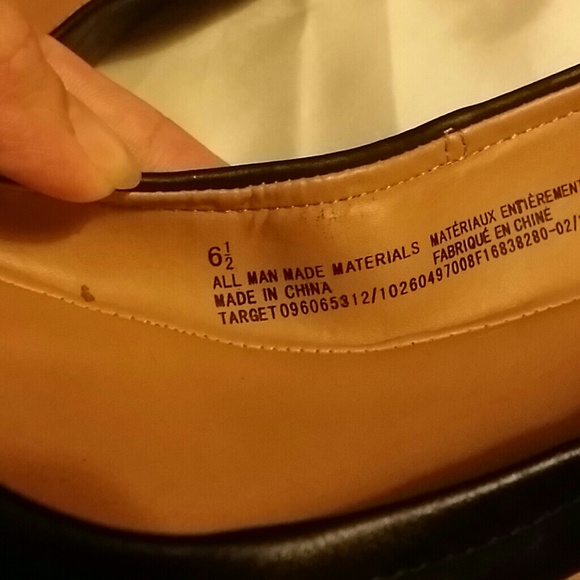 6½
ALL MAN MADE MATERIALS
MADE IN CHINA
TARGET096065312/10260497008F16838280-02/
MATÉRIAUX ENTIÈREMENT
FABRIQUÉ EN CHINE